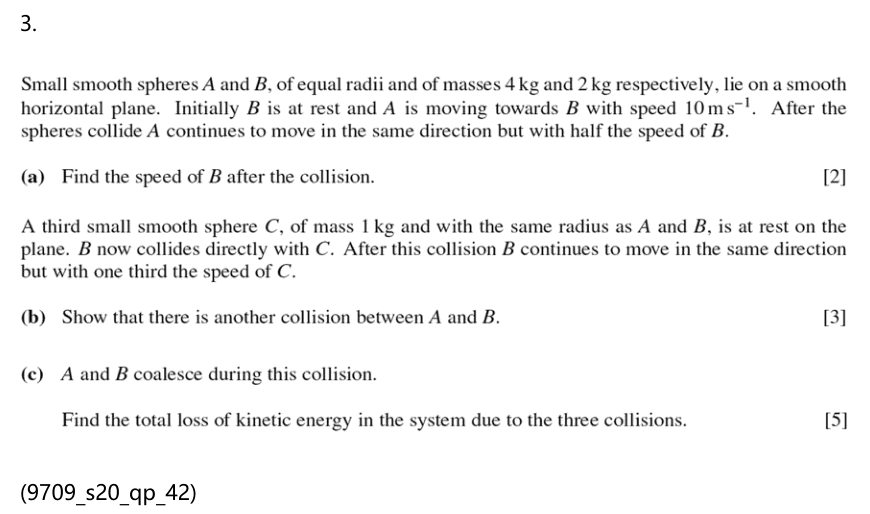 3.
Small smooth spheres A and B, of equal radii and of masses 4 kg and 2 kg respectively, lie on a smooth
horizontal plane. Initially B is at rest and A is moving towards B with speed 10 m s⁻¹. After the
spheres collide A continues to move in the same direction but with half the speed of B.
(a) Find the speed of B after the collision. [2]
A third small smooth sphere C, of mass 1 kg and with the same radius as A and B, is at rest on the
plane. B now collides directly with C. After this collision B continues to move in the same direction
but with one third the speed of C.
(b) Show that there is another collision between A and B. [3]
(c) A and B coalesce during this collision.
Find the total loss of kinetic energy in the system due to the three collisions. [5]
(9709_s20_qp_42)